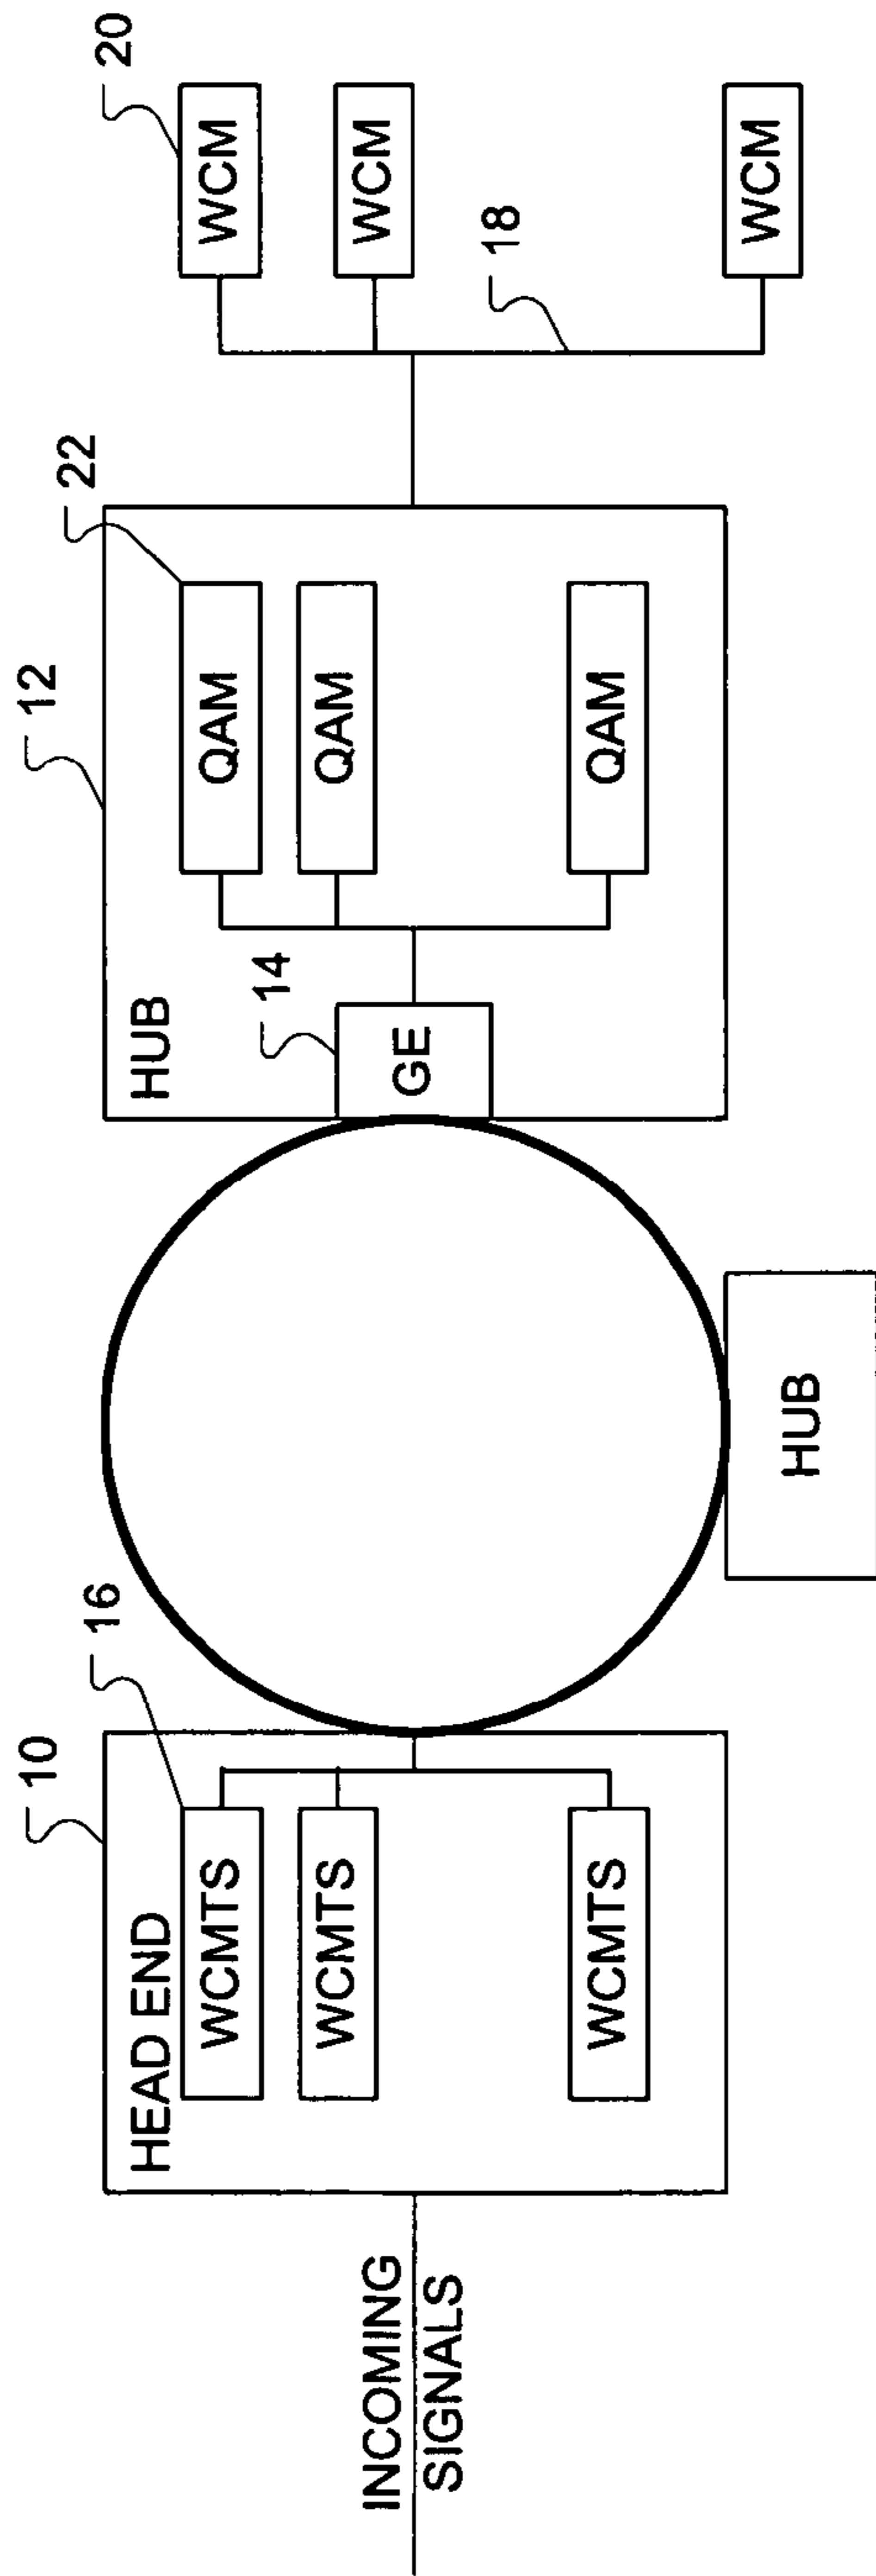 INCOMING
SIGNALS
10
HEAD END
16
WCMTS
WCMTS
WCMTS
HUB
12
HUB
14
GE
22
QAM
QAM
QAM
18
20
WCM
WCM
WCM